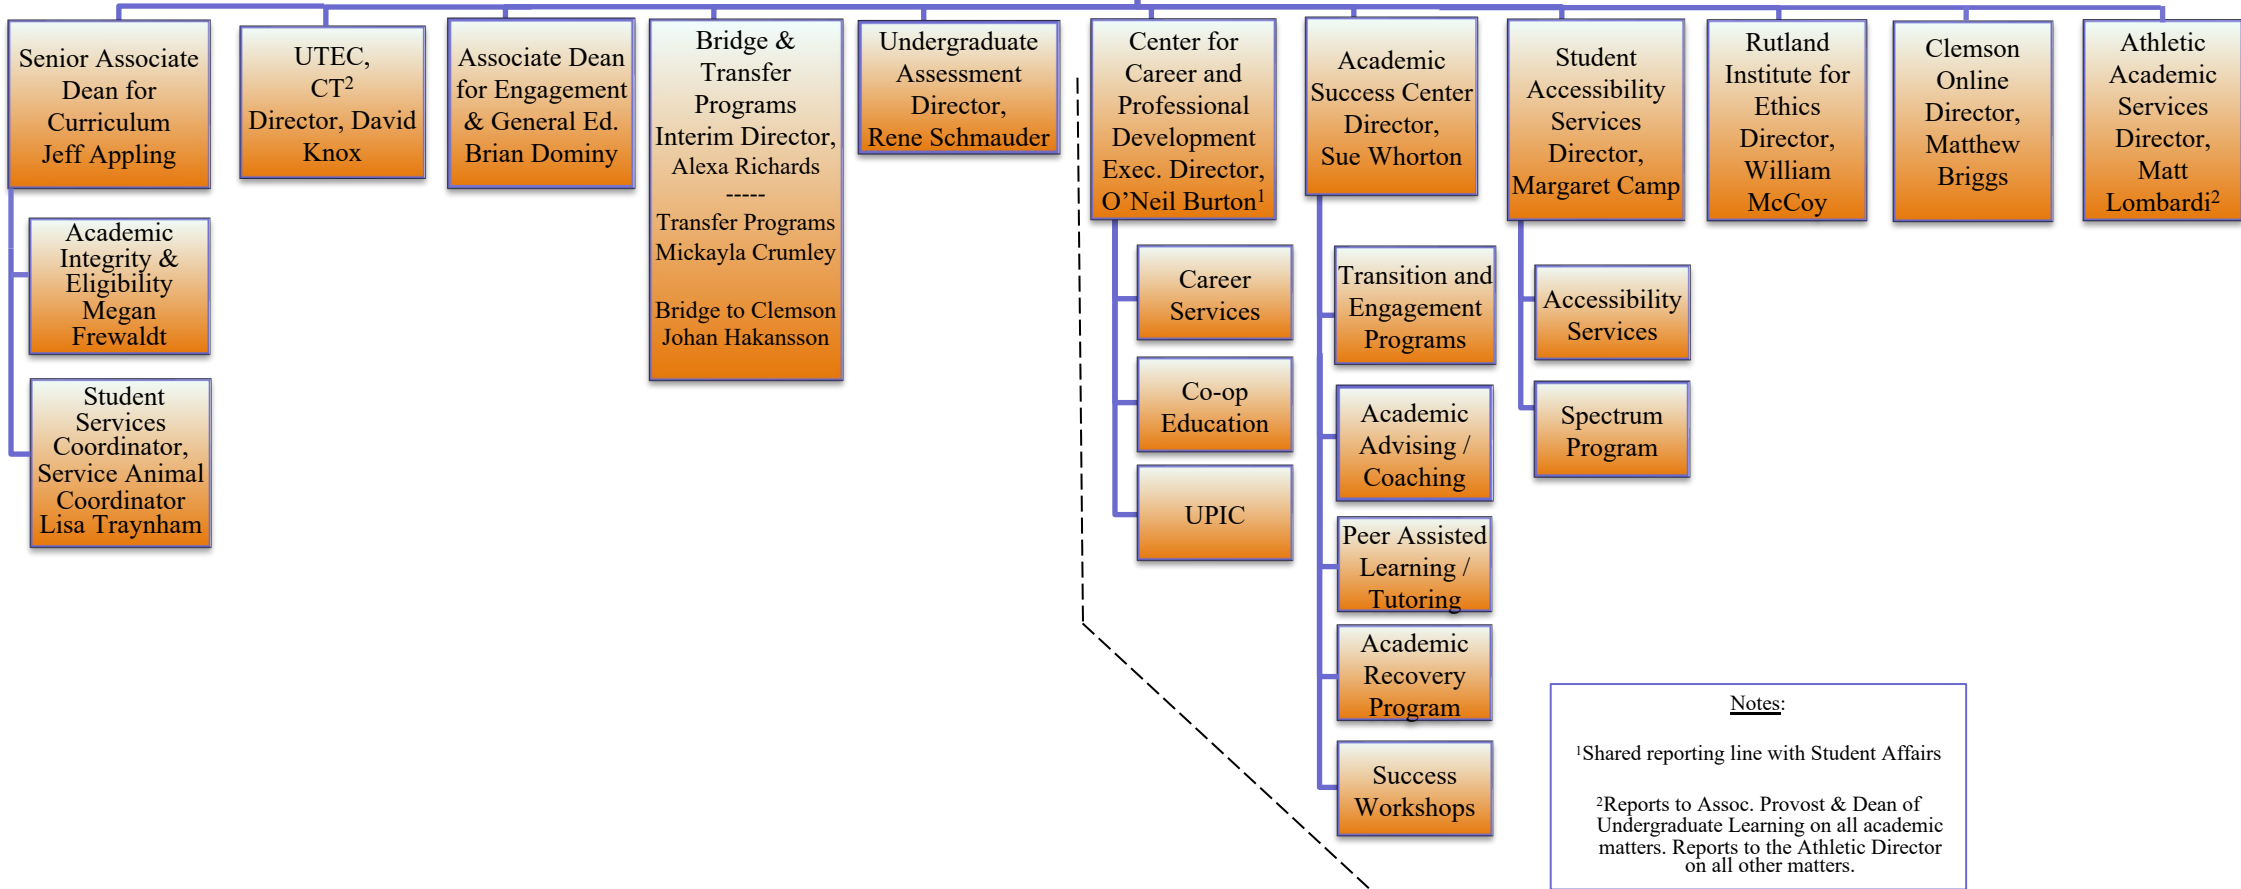 Senior Associate
Dean for
Curriculum
Jeff Appling
Academic
Integrity &
Eligibility
Megan
Frewaldt
Student
Services
Coordinator,
Service Animal
Coordinator
Lisa Traynham
UTEC,
CT²
Director, David
Knox
Associate Dean
for Engagement
& General Ed.
Brian Dominy
Bridge &
Transfer
Programs
Interim Director,
Alexa Richards
-----
Transfer Programs
Mickayla Crumley
Bridge to Clemson
Johan Hakansson
Undergraduate
Assessment
Director,
Rene Schmauder
Center for
Career and
Professional
Development
Exec. Director,
O’Neil Burton¹
Career
Services
Co-op
Education
UPIC
Academic
Success Center
Director,
Sue Whorton
Transition and
Engagement
Programs
Academic
Advising /
Coaching
Peer Assisted
Learning /
Tutoring
Academic
Recovery
Program
Success
Workshops
Student
Accessibility
Services
Director,
Margaret Camp
Accessibility
Services
Spectrum
Program
Rutland
Institute for
Ethics
Director,
William
McCoy
Clemson
Online
Director,
Matthew
Briggs
Athletic
Academic
Services
Director,
Matt
Lombardi²
Notes:
¹Shared reporting line with Student Affairs
²Reports to Assoc. Provost & Dean of
Undergraduate Learning on all academic
matters. Reports to the Athletic Director
on all other matters.